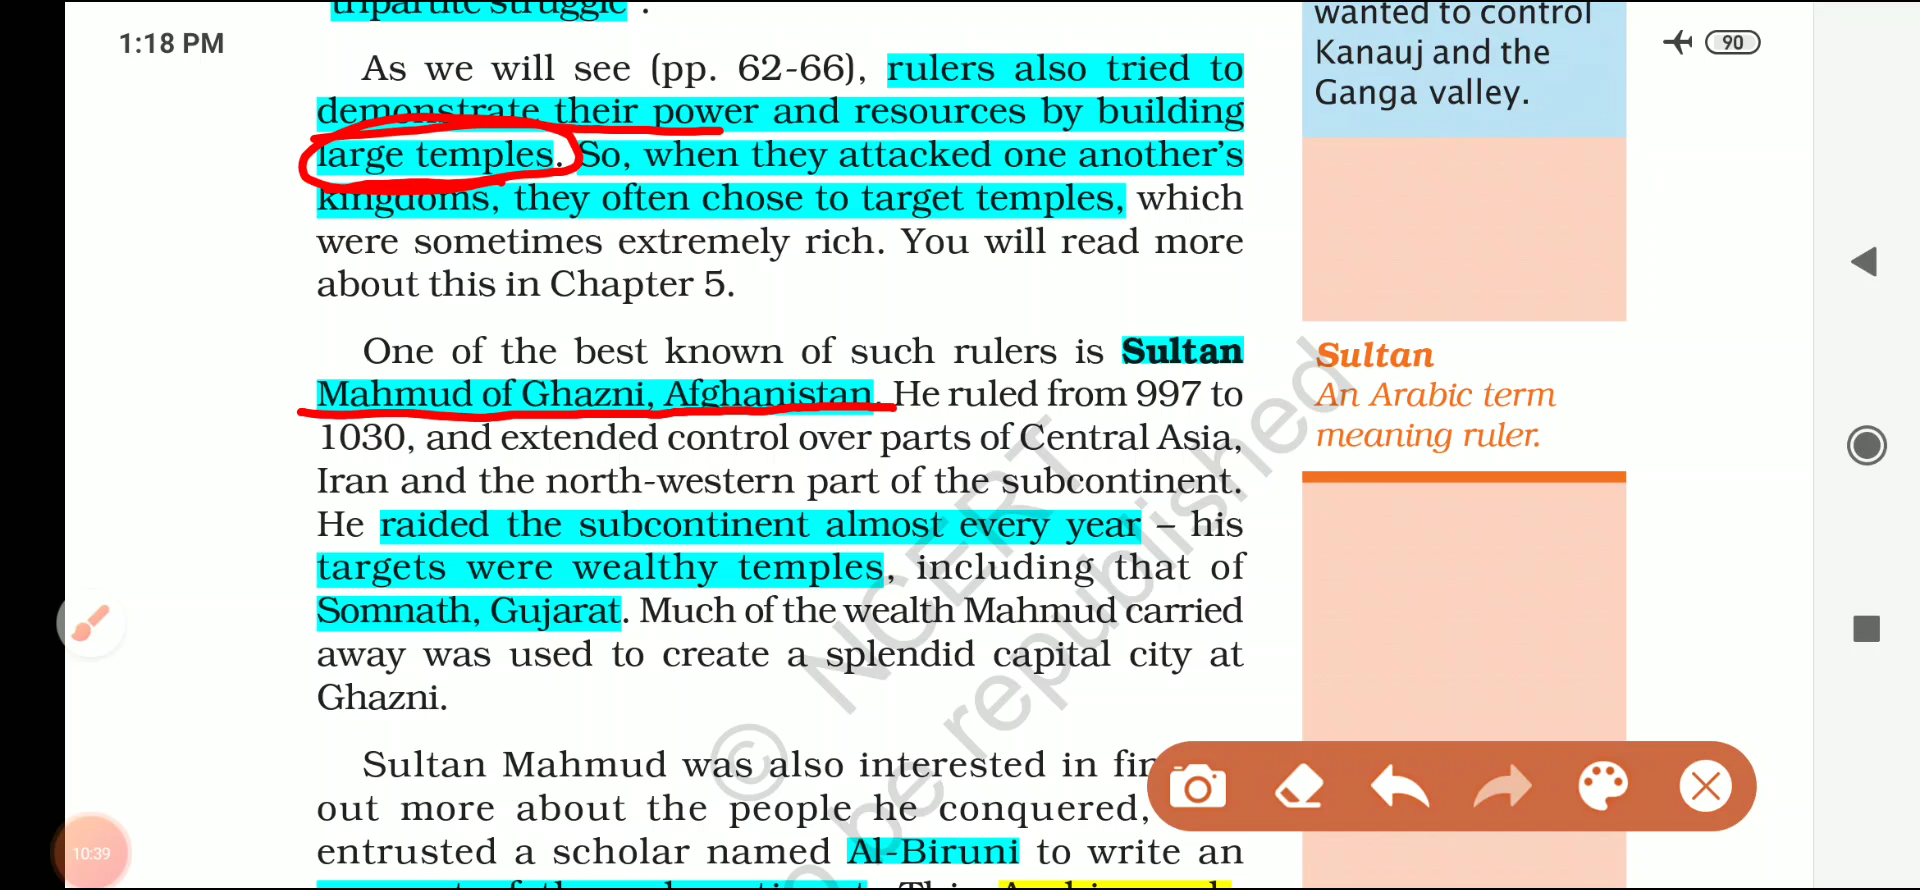 tripartite struggle".
1:18 PM
90
As we will see (pp. 62-66), rulers also tried to
demonstrate their power and resources by building
large temples. So, when they attacked one another's
kingdoms, they often chose to target temples, which
were sometimes extremely rich. You will read more
about this in Chapter 5.
One of the best known of such rulers is Sultan
Mahmud of Ghazni, Afghanistan. He ruled from 997 to
1030, and extended control over parts of Central Asia,
Iran and the north-western part of the subcontinent.
He raided the subcontinent almost every year – his
targets were wealthy temples, including that of
Somnath, Gujarat. Much of the wealth Mahmud carried
away was used to create a splendid capital city at
Ghazni.
Sultan Mahmud was also interested in fin
out more about the people he conquered,
entrusted a scholar named Al-Biruni to write an
wanted to control
Kanauj and the
Ganga valley.
Sultan
An Arabic term
meaning ruler.
© NCERT
be republished
10:39